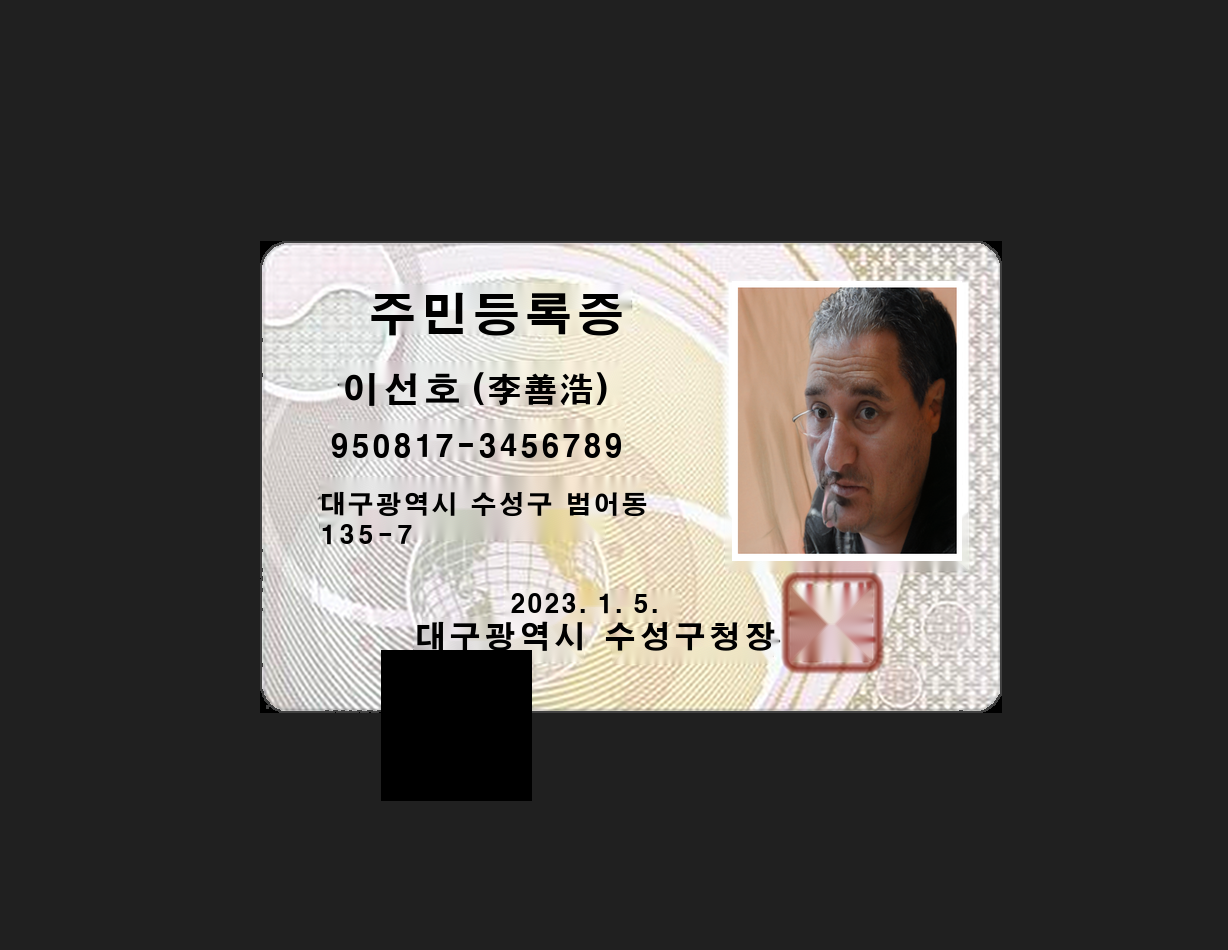 주민등록증
이선호 (李善浩)
950817-3456789
대구광역시 수성구 범어동
135-7
2023. 1. 5.
대구광역시 수성구청장